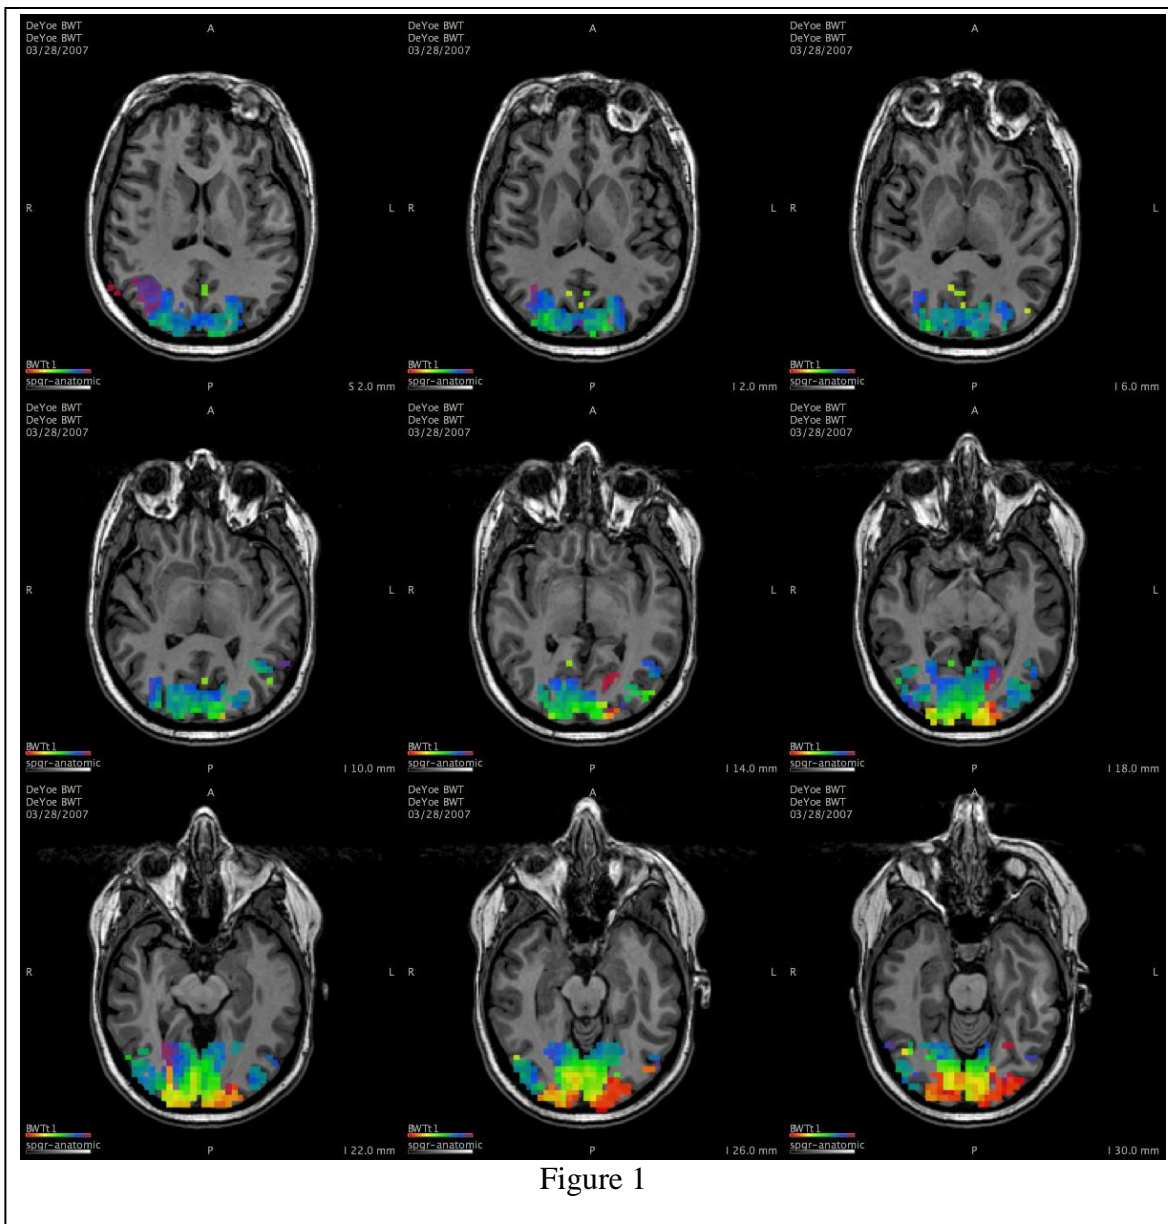 DeYoe BWT
DeYoe BWT
03/28/2007
A
R
L
BWTt1
spgr-anatomic
P
S 2.0 mm
DeYoe BWT
DeYoe BWT
03/28/2007
A
R
L
BWTt1
spgr-anatomic
P
I 2.0 mm
DeYoe BWT
DeYoe BWT
03/28/2007
A
R
L
BWTt1
spgr-anatomic
P
I 6.0 mm
DeYoe BWT
DeYoe BWT
03/28/2007
A
R
L
BWTt1
spgr-anatomic
P
I 10.0 mm
DeYoe BWT
DeYoe BWT
03/28/2007
A
R
L
BWTt1
spgr-anatomic
P
I 14.0 mm
DeYoe BWT
DeYoe BWT
03/28/2007
A
R
L
BWTt1
spgr-anatomic
P
I 18.0 mm
DeYoe BWT
DeYoe BWT
03/28/2007
A
R
L
BWTt1
spgr-anatomic
P
I 22.0 mm
DeYoe BWT
DeYoe BWT
03/28/2007
A
R
L
BWTt1
spgr-anatomic
P
I 26.0 mm
DeYoe BWT
DeYoe BWT
03/28/2007
A
R
L
BWTt1
spgr-anatomic
P
I 30.0 mm
Figure 1